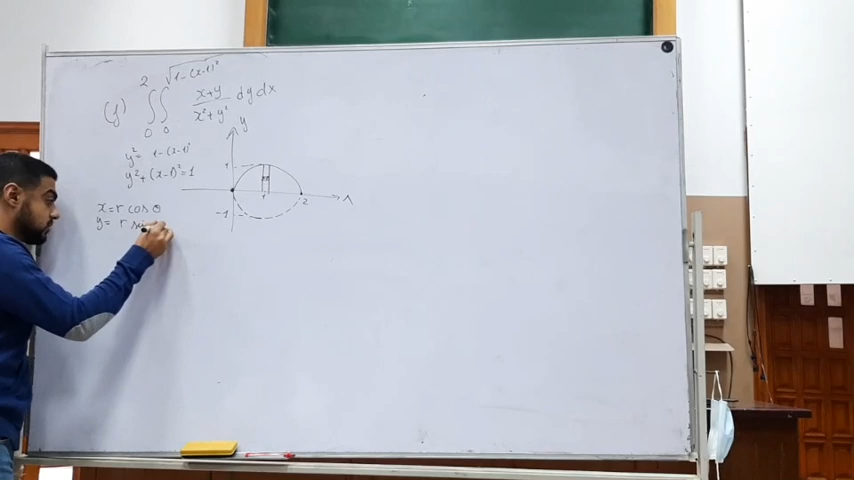 (f) ∫₀² ∫₀^√(1-(x-1)²) (x+y)/(x²+y²) dy dx
y² = 1-(x-1)²
y²+(x-1)²=1
x=r cos θ
y= r sin
y
1
1
2
-1